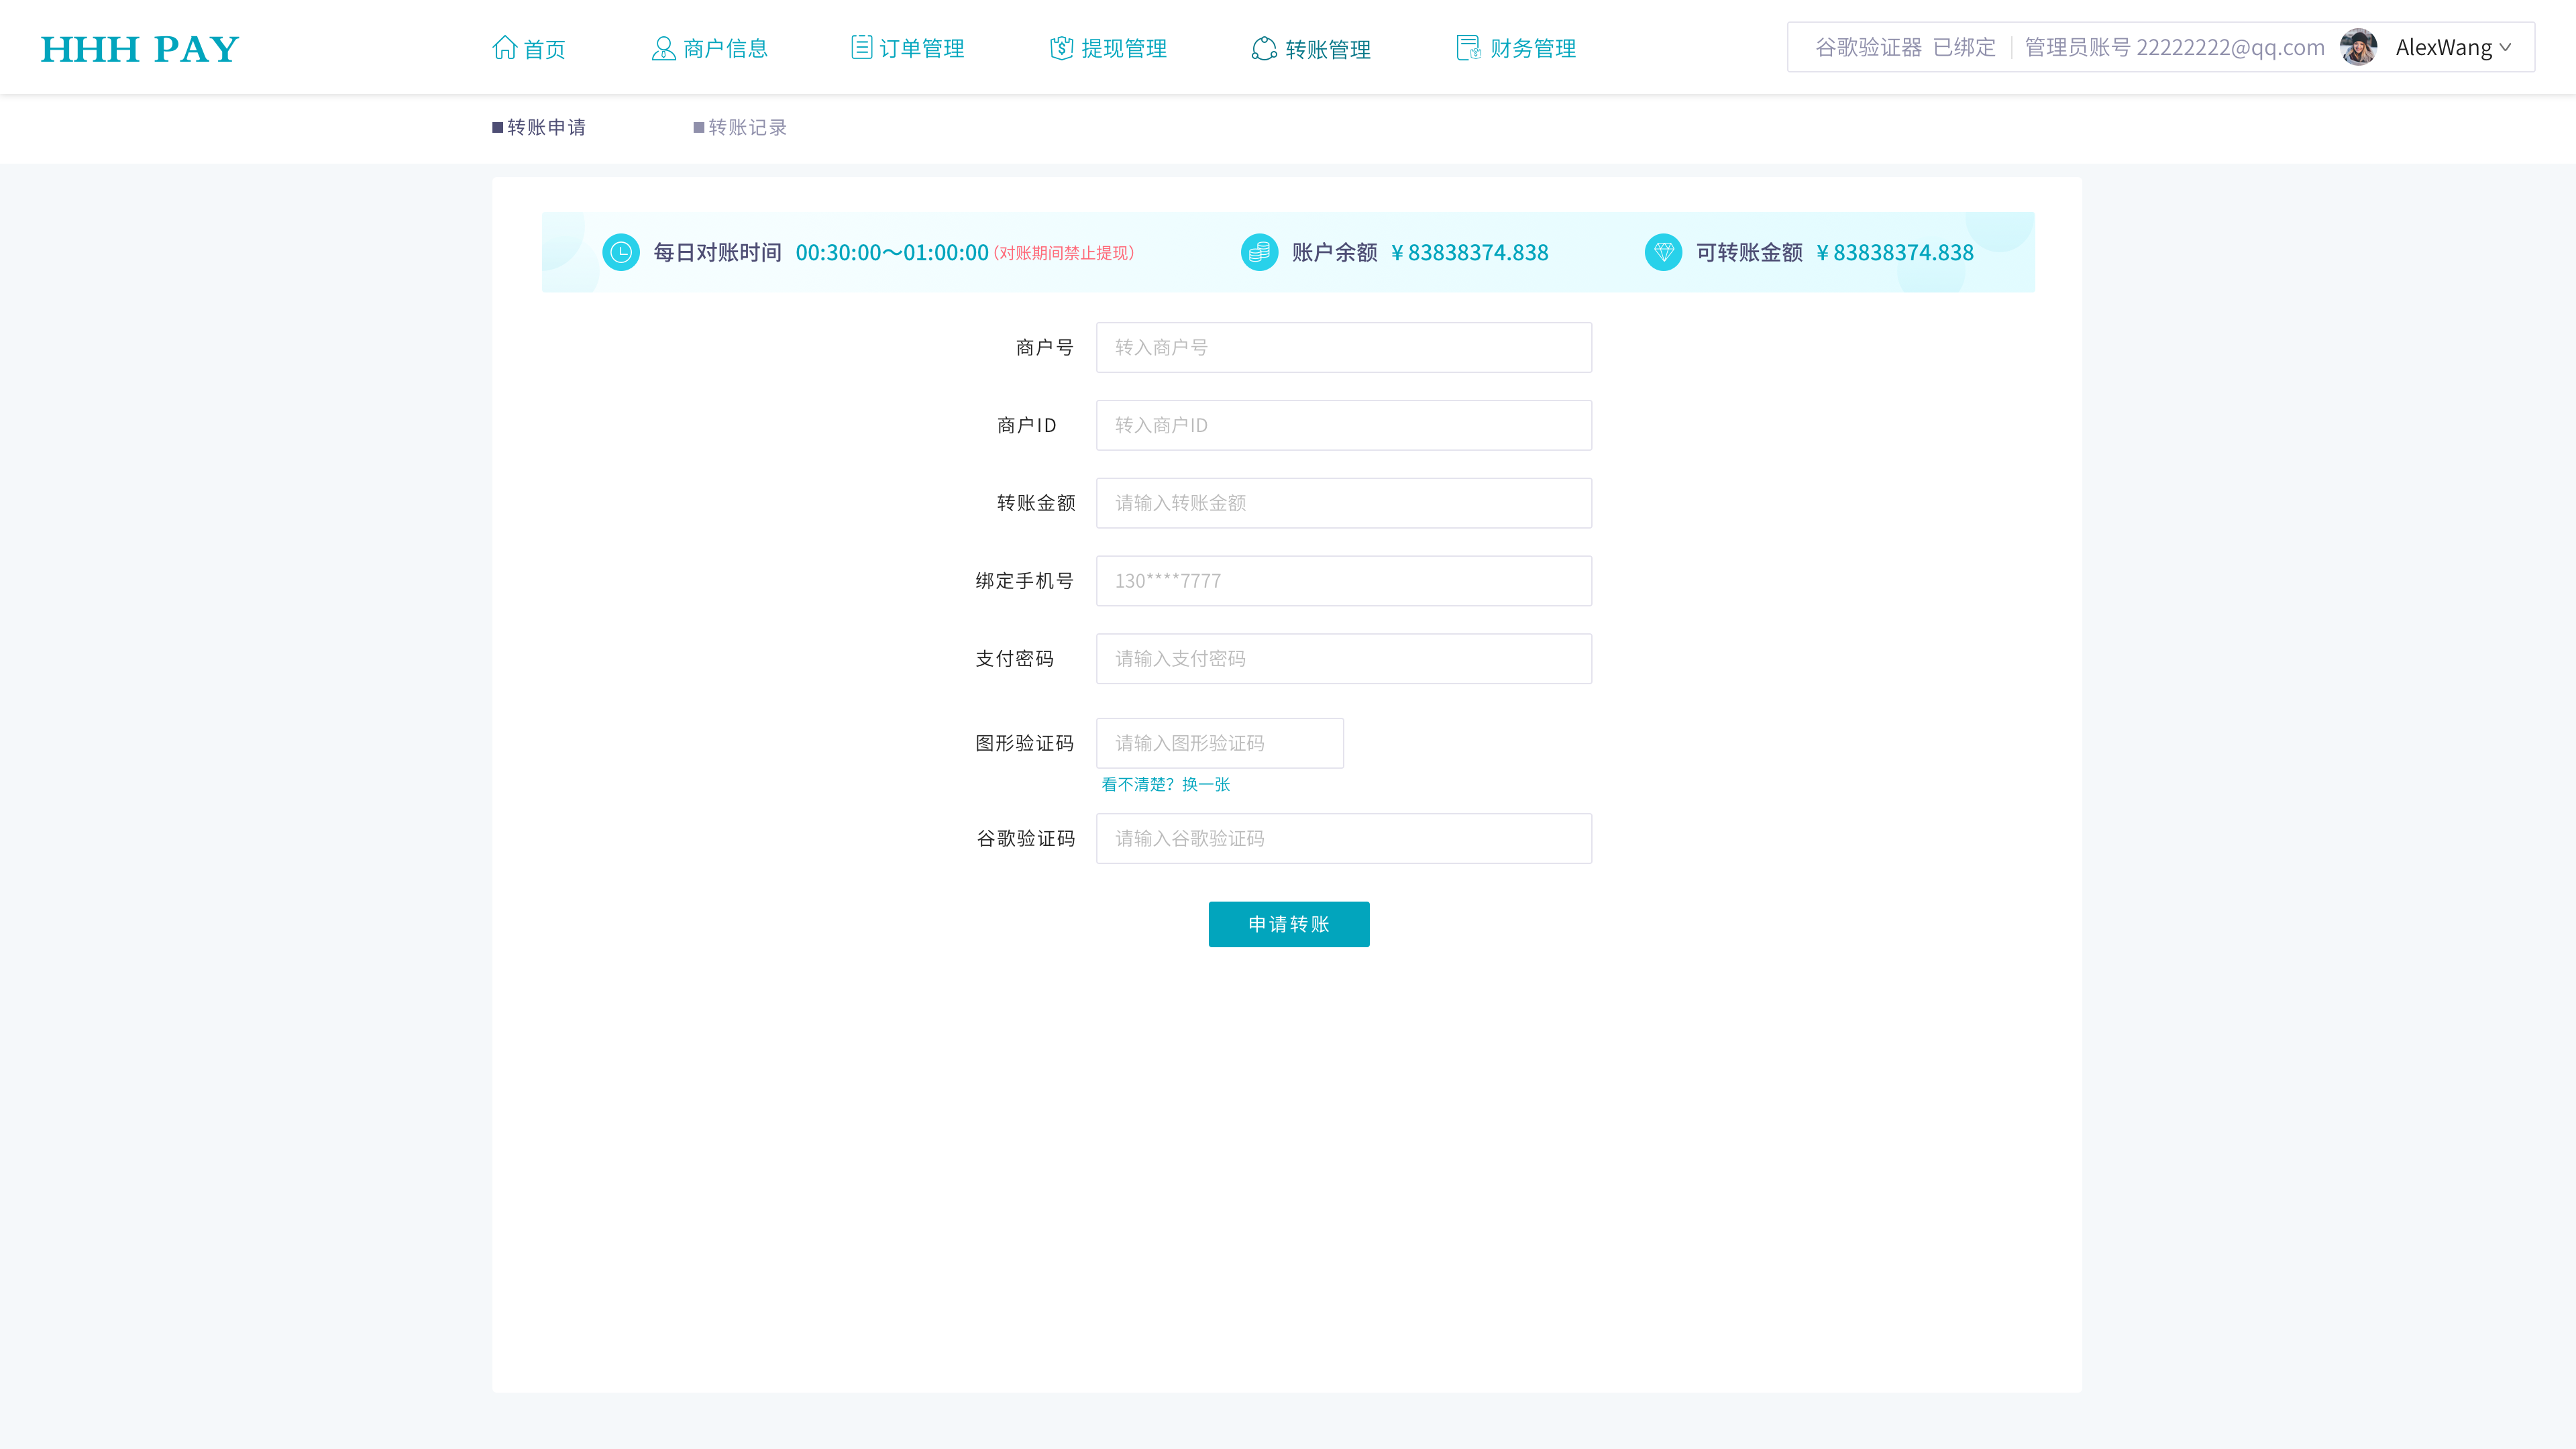 HHH PAY
首页
商户信息
订单管理
提现管理
转账管理
财务管理
谷歌验证器 已绑定
管理员账号 22222222@qq.com
AlexWang
转账申请
转账记录
每日对账时间 00:30:00～01:00:00 (对账期间禁止提现)
账户余额 ¥ 83838374.838
可转账金额 ¥ 83838374.838
商户号 转入商户号
商户ID 转入商户ID
转账金额 请输入转账金额
绑定手机号 130****7777
支付密码 请输入支付密码
图形验证码 请输入图形验证码
看不清楚？换一张
谷歌验证码 请输入谷歌验证码
申请转账